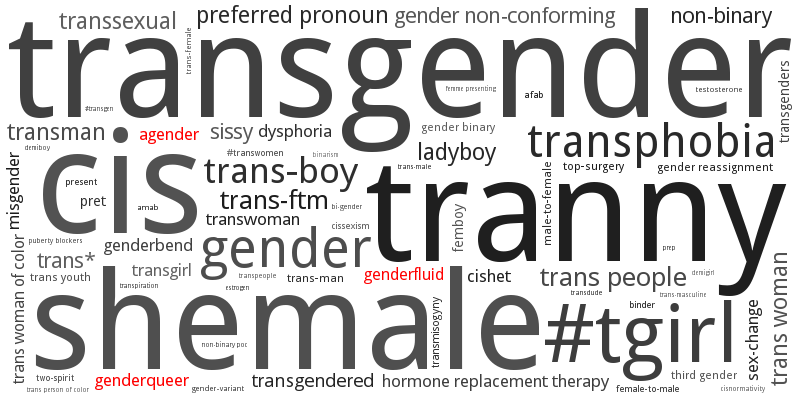 transgender
transsexual
trans-female
preferred pronoun
gender non-conforming
non-binary
#transgen
femme presenting
afab
testosterone
transgenders
transman
demiboy
agender
sissy
dysphoria
gender binary
transphobia
cis
#transwomen
binarism
ladyboy
trans-male
top-surgery
gender reassignment
misgender
present
pret
amab
trans-boy
trans-ftm
bi-gender
transwoman
cissexism
femboy
male-to-female
tranny
puberty blockers
genderbend
gender
prep
trans*
trans youth
transgirl
transpeople
trans-man
genderfluid
cishet
trans people
demigirl
trans woman of color
transpiration
estrogen
transdude
trans-masculine
trans woman
shemale
transmisogyny
binder
#tgirl
sex-change
non-binary poc
two-spirit
trans person of color
genderqueer
gender-variant
transgendered
hormone replacement therapy
third gender
female-to-male
cisnormativity